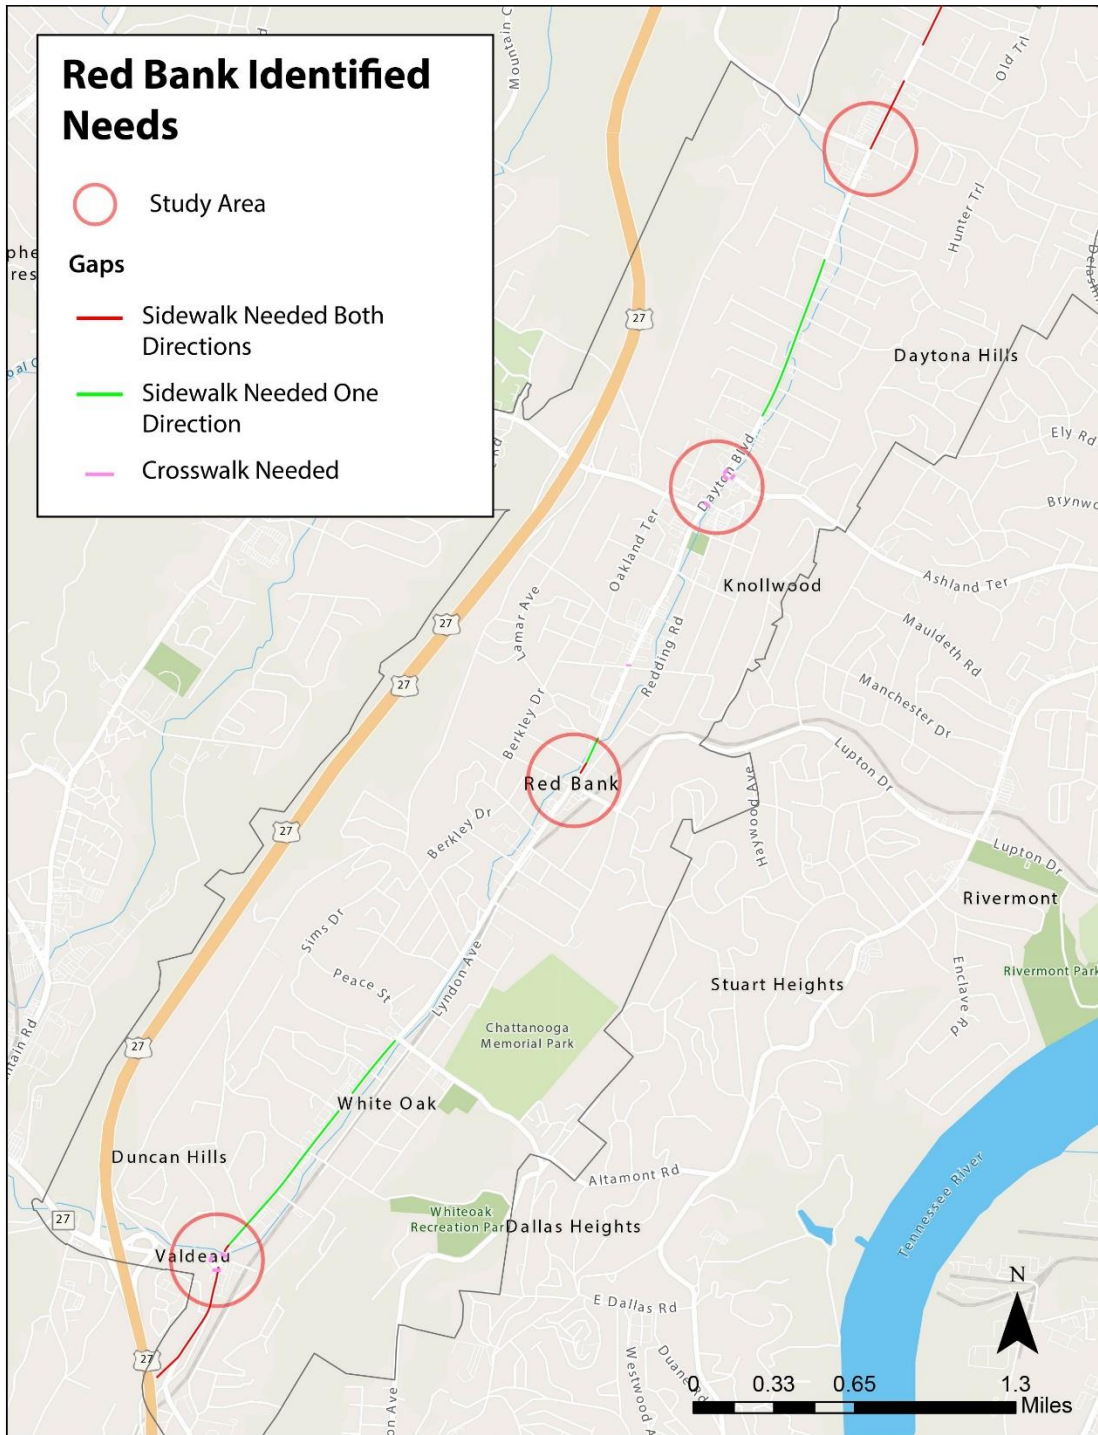 Red Bank Identified
Needs
Study Area
Gaps
Sidewalk Needed Both
Directions
Sidewalk Needed One
Direction
Crosswalk Needed
Old Trl
Hunter Trl
27
Daytona Hills
Ely Rd
Dayton Blvd
Oakland Ter
Ashland Ter
Knollwood
Lamar Ave
27
Mauldeth Rd
Redding Rd
27
Manchester Dr
Berkley Dr
Lupton Dr
Red Bank
Haywood Ave
27
Berkley Dr
Lupton Dr
Rivermont
Sims Dr
Peace St
Lyndon Ave
Stuart Heights
Enclave
Rd
Rivermont Park
Chattanooga
Memorial Park
27
White Oak
Duncan Hills
Altamont Rd
Tennessee River
Whiteoak
Recreation Par
Dallas Heights
27
Valdeau
N
E Dallas Rd
27
Duane Rd
0 0.33 0.65 1.3
Miles